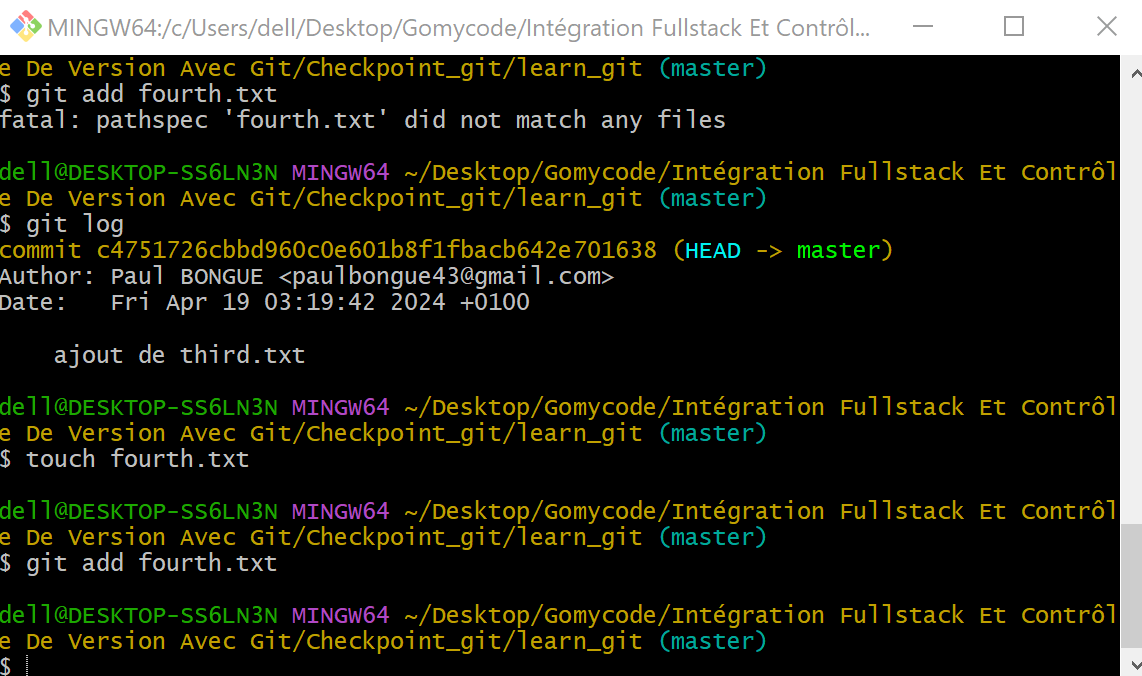 MINGW64:/c/Users/dell/Desktop/Gomycode/Intégration Fullstack Et Contrôl...
e De Version Avec Git/Checkpoint_git/learn_git (master)
$ git add fourth.txt
fatal: pathspec 'fourth.txt' did not match any files
dell@DESKTOP-SS6LN3N MINGW64 ~/Desktop/Gomycode/Intégration Fullstack Et Contrôl
e De Version Avec Git/Checkpoint_git/learn_git (master)
$ git log
commit c4751726cbbd960c0e601b8f1fbacb642e701638 (HEAD -> master)
Author: Paul BONGUE <paulbongue43@gmail.com>
Date:   Fri Apr 19 03:19:42 2024 +0100
    ajout de third.txt
dell@DESKTOP-SS6LN3N MINGW64 ~/Desktop/Gomycode/Intégration Fullstack Et Contrôl
e De Version Avec Git/Checkpoint_git/learn_git (master)
$ touch fourth.txt
dell@DESKTOP-SS6LN3N MINGW64 ~/Desktop/Gomycode/Intégration Fullstack Et Contrôl
e De Version Avec Git/Checkpoint_git/learn_git (master)
$ git add fourth.txt
dell@DESKTOP-SS6LN3N MINGW64 ~/Desktop/Gomycode/Intégration Fullstack Et Contrôl
e De Version Avec Git/Checkpoint_git/learn_git (master)
$